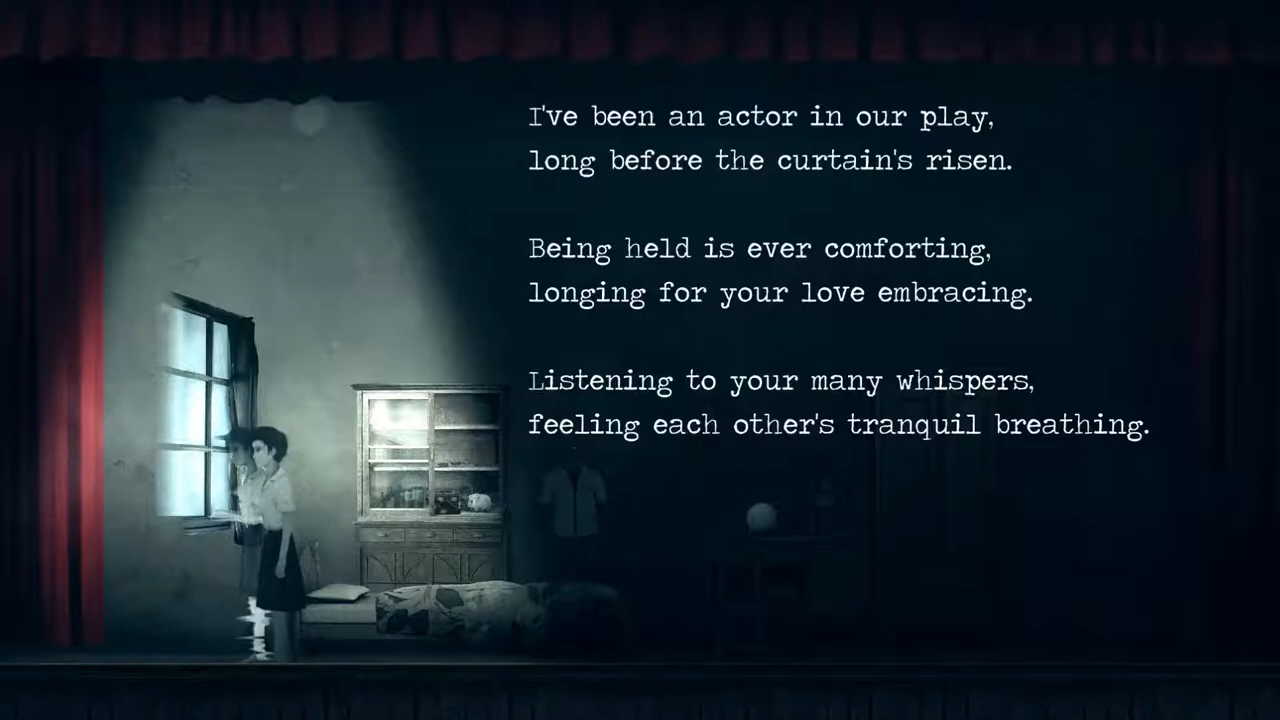 I've been an actor in our play,
long before the curtain's risen.
Being held is ever comforting,
longing for your love embracing.
Listening to your many whispers,
feeling each other's tranquil breathing.